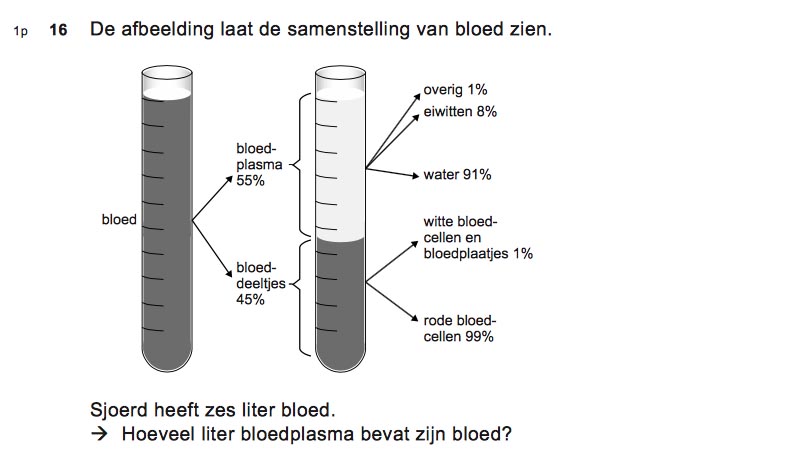 1p 16 De afbeelding laat de samenstelling van bloed zien.
bloed
bloed-
plasma
55%
bloed-
deeltjes
45%
overig 1%
eiwitten 8%
water 91%
witte bloed-
cellen en
bloedplaatjes 1%
rode bloed-
cellen 99%
Sjoerd heeft zes liter bloed.
→ Hoeveel liter bloedplasma bevat zijn bloed?